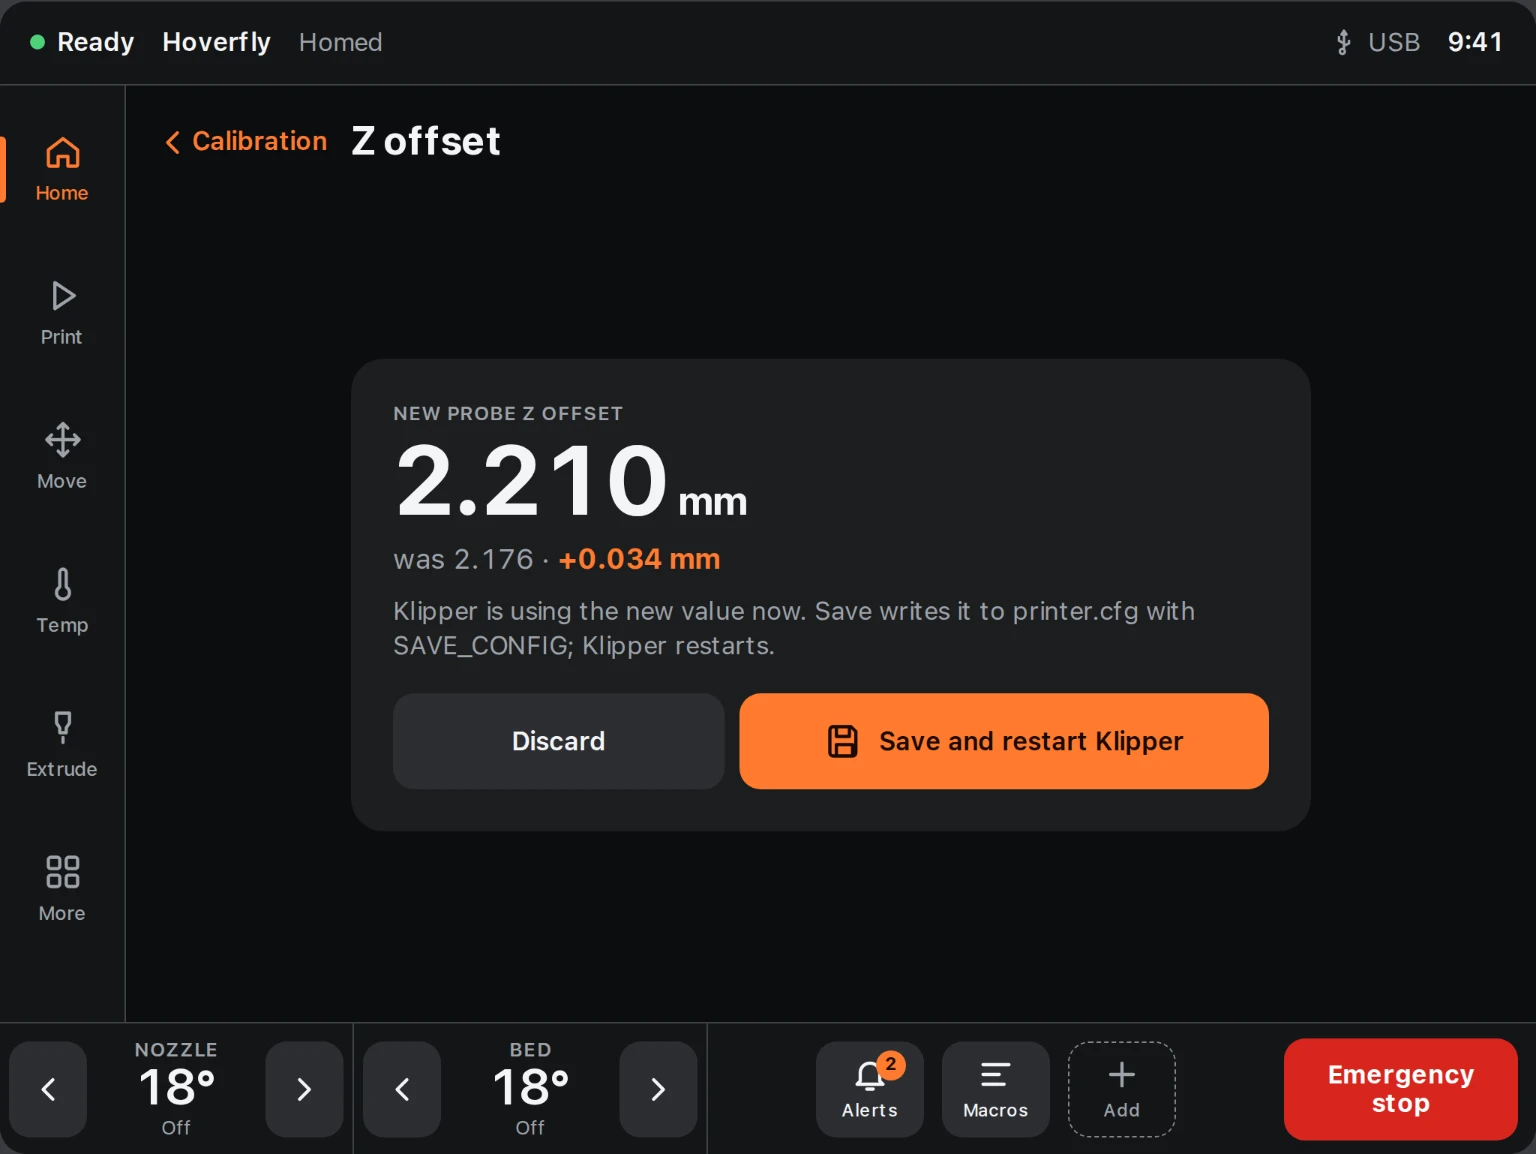 Ready Hoverfly Homed USB 9:41
Calibration Z offset
Home
Print
Move
Temp
Extrude
More
NEW PROBE Z OFFSET
2.210 mm
was 2.176 · +0.034 mm
Klipper is using the new value now. Save writes it to printer.cfg with
SAVE_CONFIG; Klipper restarts.
Discard
Save and restart Klipper
NOZZLE
18°
Off
BED
18°
Off
2
Alerts
Macros
Add
Emergency
stop